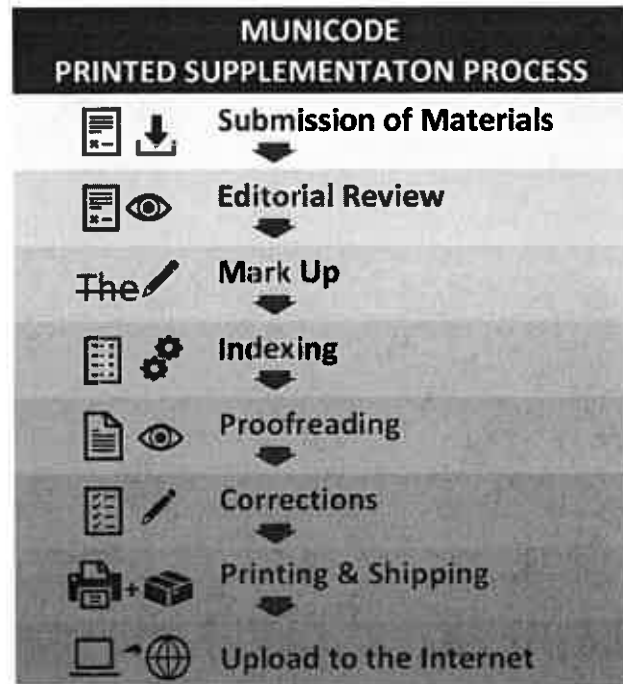 MUNICODE
PRINTED SUPPLEMENTATON PROCESS
Submission of Materials
Editorial Review
The
Mark Up
Indexing
Proofreading
Corrections
+
Printing & Shipping
Upload to the Internet